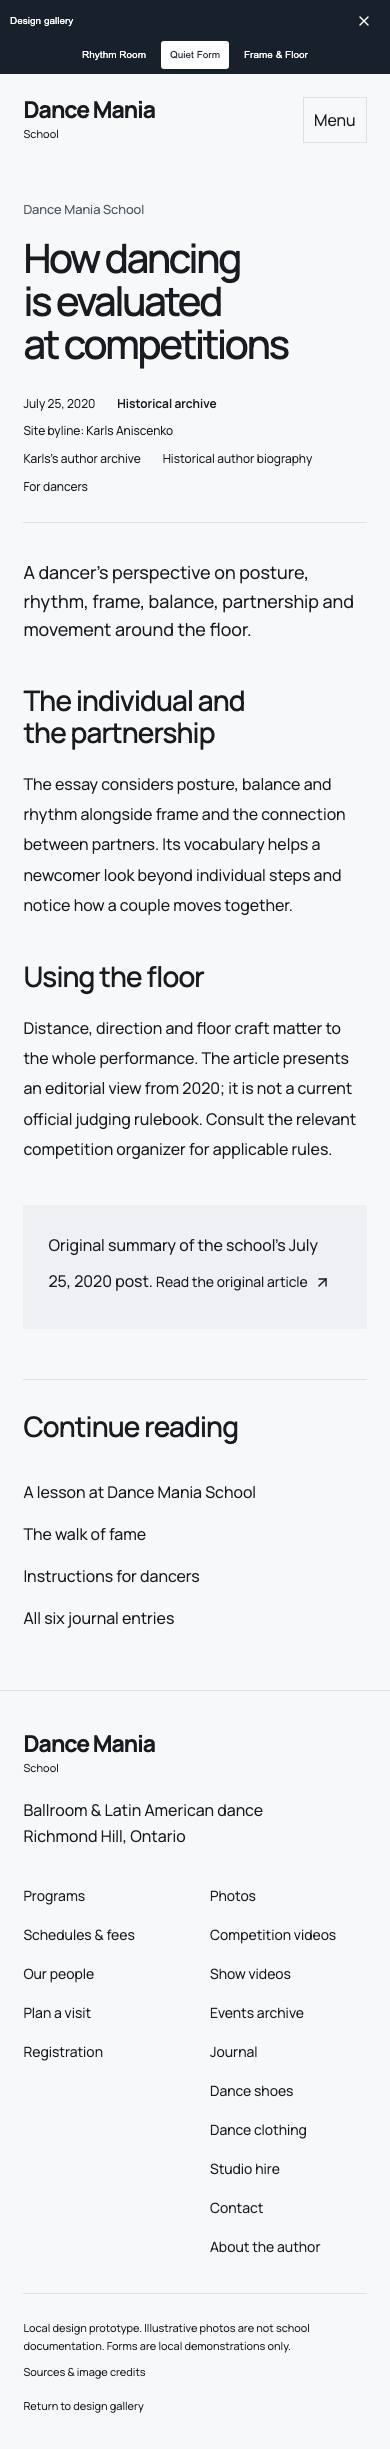 Design gallery
Rhythm Room Quiet Form Frame & Floor
Dance Mania
School
Menu
Dance Mania School
How dancing
is evaluated
at competitions
July 25, 2020 Historical archive
Site byline: Karls Aniscenko
Karls's author archive Historical author biography
For dancers
A dancer's perspective on posture,
rhythm, frame, balance, partnership and
movement around the floor.
The individual and
the partnership
The essay considers posture, balance and
rhythm alongside frame and the connection
between partners. Its vocabulary helps a
newcomer look beyond individual steps and
notice how a couple moves together.
Using the floor
Distance, direction and floor craft matter to
the whole performance. The article presents
an editorial view from 2020; it is not a current
official judging rulebook. Consult the relevant
competition organizer for applicable rules.
Original summary of the school's July
25, 2020 post. Read the original article
Continue reading
A lesson at Dance Mania School
The walk of fame
Instructions for dancers
All six journal entries
Dance Mania
School
Ballroom & Latin American dance
Richmond Hill, Ontario
Programs
Schedules & fees
Our people
Plan a visit
Registration
Photos
Competition videos
Show videos
Events archive
Journal
Dance shoes
Dance clothing
Studio hire
Contact
About the author
Local design prototype. Illustrative photos are not school
documentation. Forms are local demonstrations only.
Sources & image credits
Return to design gallery